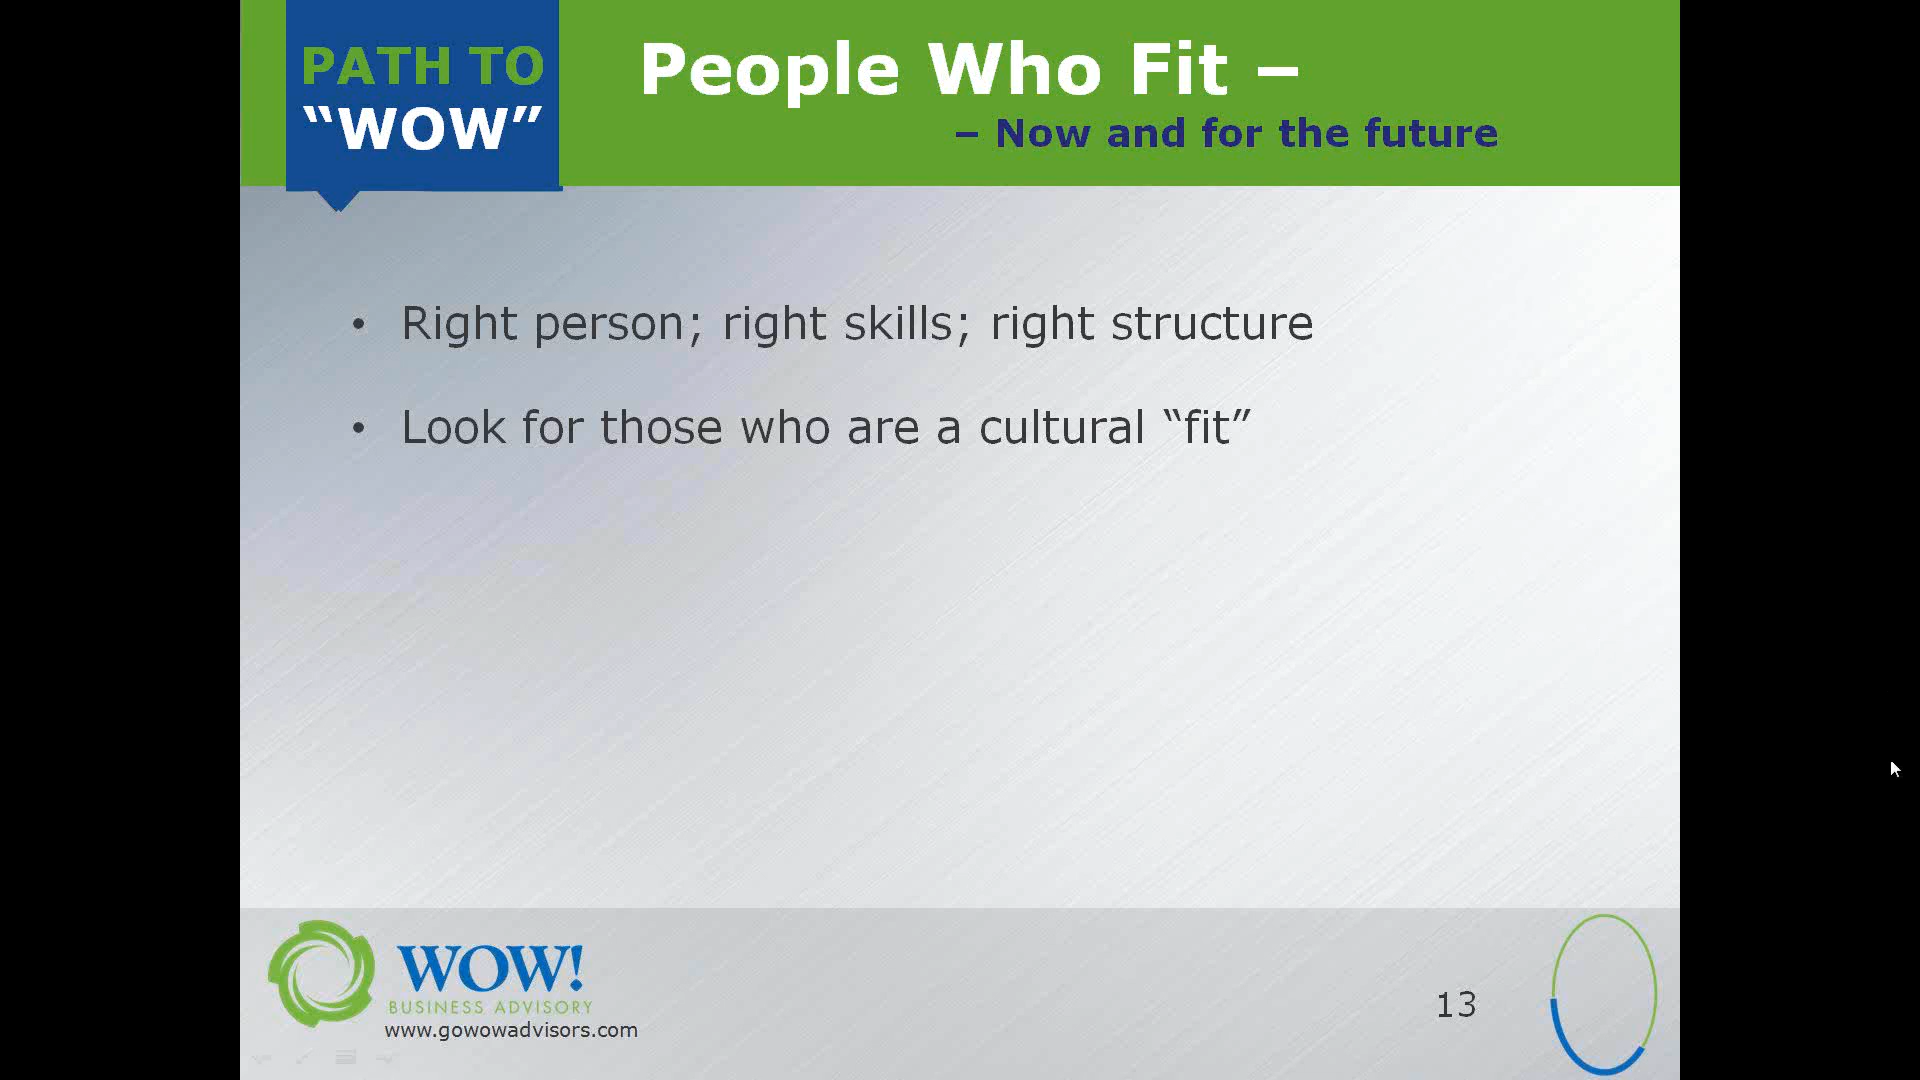 PATH TO
“WOW”
People Who Fit –
– Now and for the future
• Right person; right skills; right structure
• Look for those who are a cultural “fit”
WOW!
BUSINESS ADVISORY
www.gowowadvisors.com
13